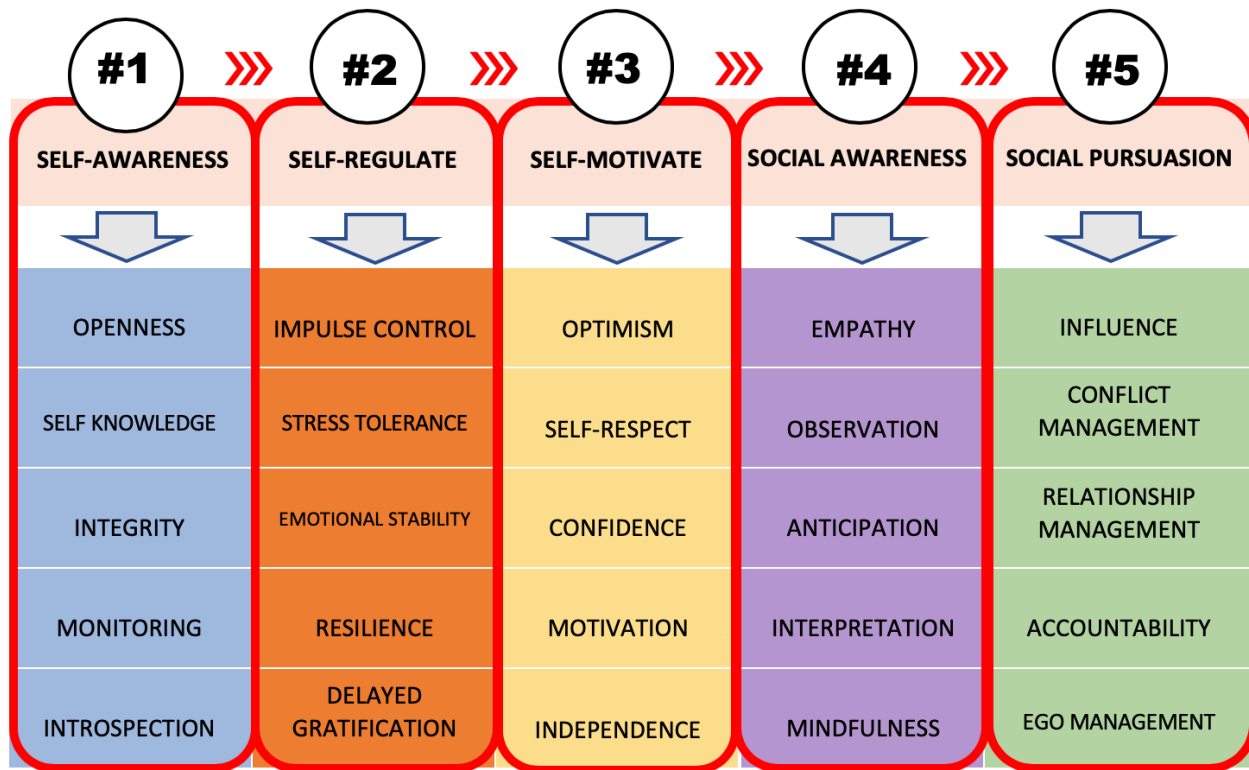 #1
#2
#3
#4
#5
SELF-AWARENESS
SELF-REGULATE
SELF-MOTIVATE
SOCIAL AWARENESS
SOCIAL PURSUASION
OPENNESS
IMPULSE CONTROL
OPTIMISM
EMPATHY
INFLUENCE
SELF KNOWLEDGE
STRESS TOLERANCE
SELF-RESPECT
OBSERVATION
CONFLICT
MANAGEMENT
INTEGRITY
EMOTIONAL STABILITY
CONFIDENCE
ANTICIPATION
RELATIONSHIP
MANAGEMENT
MONITORING
RESILIENCE
MOTIVATION
INTERPRETATION
ACCOUNTABILITY
INTROSPECTION
DELAYED
GRATIFICATION
INDEPENDENCE
MINDFULNESS
EGO MANAGEMENT